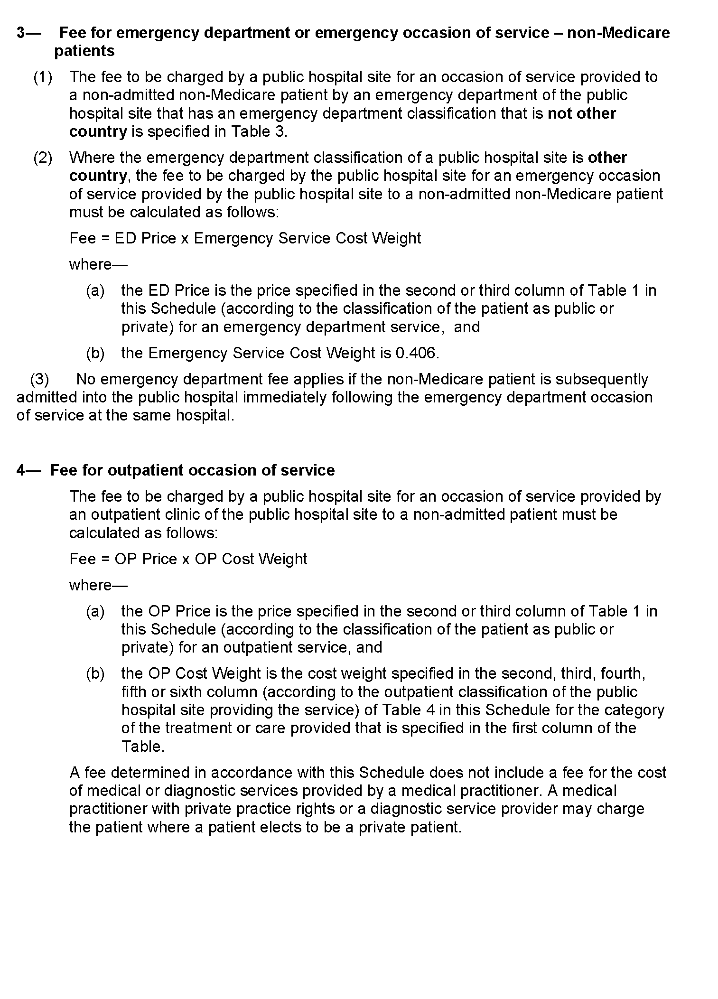 3— Fee for emergency department or emergency occasion of service – non-Medicare
patients
(1) The fee to be charged by a public hospital site for an occasion of service provided to
a non-admitted non-Medicare patient by an emergency department of the public
hospital site that has an emergency department classification that is not other
country is specified in Table 3.
(2) Where the emergency department classification of a public hospital site is other
country, the fee to be charged by the public hospital site for an emergency occasion
of service provided by the public hospital site to a non-admitted non-Medicare patient
must be calculated as follows:
Fee = ED Price x Emergency Service Cost Weight
where—
(a) the ED Price is the price specified in the second or third column of Table 1 in
this Schedule (according to the classification of the patient as public or
private) for an emergency department service, and
(b) the Emergency Service Cost Weight is 0.406.
(3) No emergency department fee applies if the non-Medicare patient is subsequently
admitted into the public hospital immediately following the emergency department occasion
of service at the same hospital.
4— Fee for outpatient occasion of service
The fee to be charged by a public hospital site for an occasion of service provided by
an outpatient clinic of the public hospital site to a non-admitted patient must be
calculated as follows:
Fee = OP Price x OP Cost Weight
where—
(a) the OP Price is the price specified in the second or third column of Table 1 in
this Schedule (according to the classification of the patient as public or
private) for an outpatient service, and
(b) the OP Cost Weight is the cost weight specified in the second, third, fourth,
fifth or sixth column (according to the outpatient classification of the public
hospital site providing the service) of Table 4 in this Schedule for the category
of the treatment or care provided that is specified in the first column of the
Table.
A fee determined in accordance with this Schedule does not include a fee for the cost
of medical or diagnostic services provided by a medical practitioner. A medical
practitioner with private practice rights or a diagnostic service provider may charge
the patient where a patient elects to be a private patient.